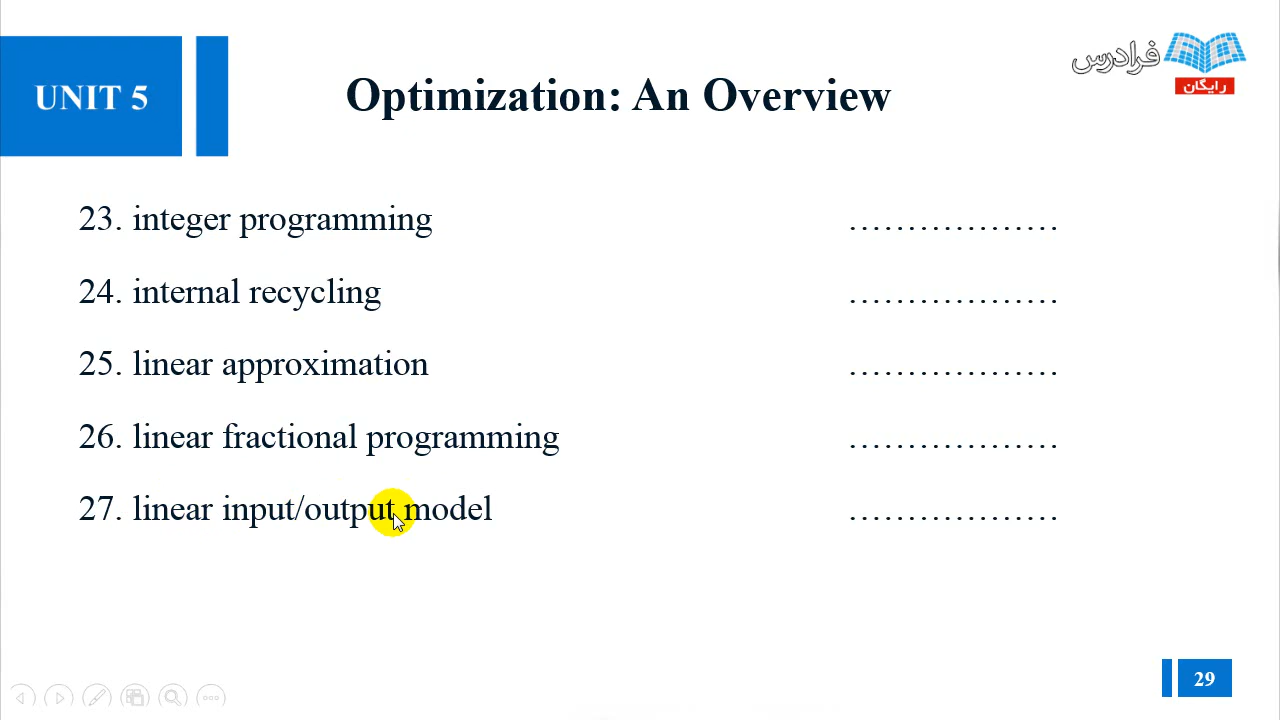 UNIT 5
Optimization: An Overview
فرادرس
رایگان
23. integer programming ..................
24. internal recycling ..................
25. linear approximation ..................
26. linear fractional programming ..................
27. linear input/output model ..................
29